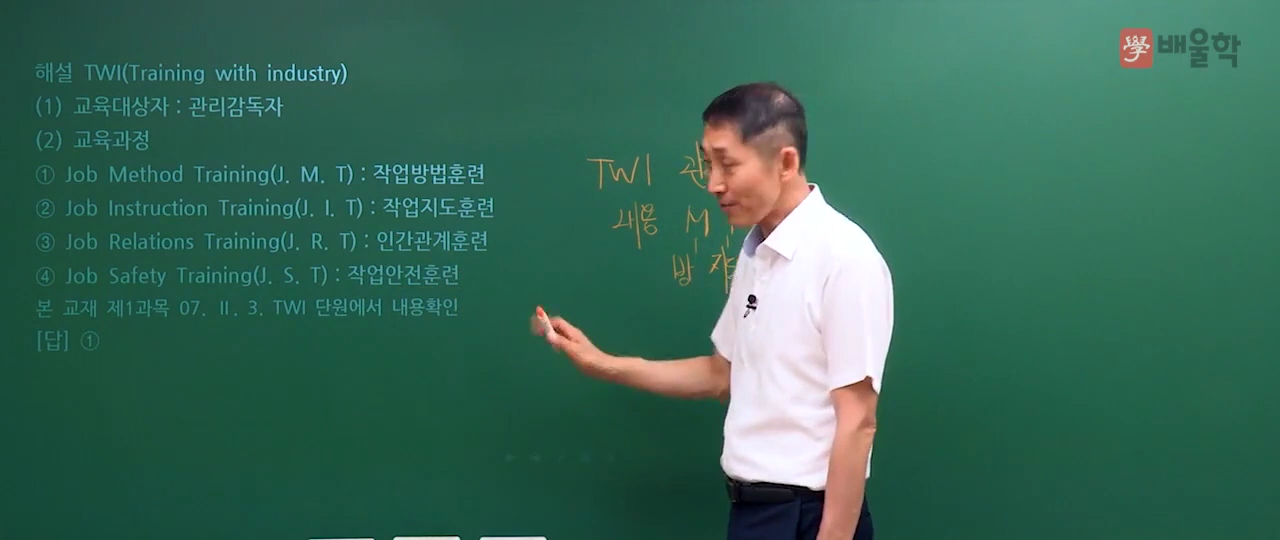 學 배울학
해설 TWI(Training with industry)
(1) 교육대상자 : 관리감독자
(2) 교육과정
① Job Method Training(J. M. T) : 작업방법훈련
② Job Instruction Training(J. I. T) : 작업지도훈련
③ Job Relations Training(J. R. T) : 인간관계훈련
④ Job Safety Training(J. S. T) : 작업안전훈련
본 교재 제1과목 07. Ⅱ. 3. TWI 단원에서 내용확인
[답] ①
TWI 관
내용 M
방